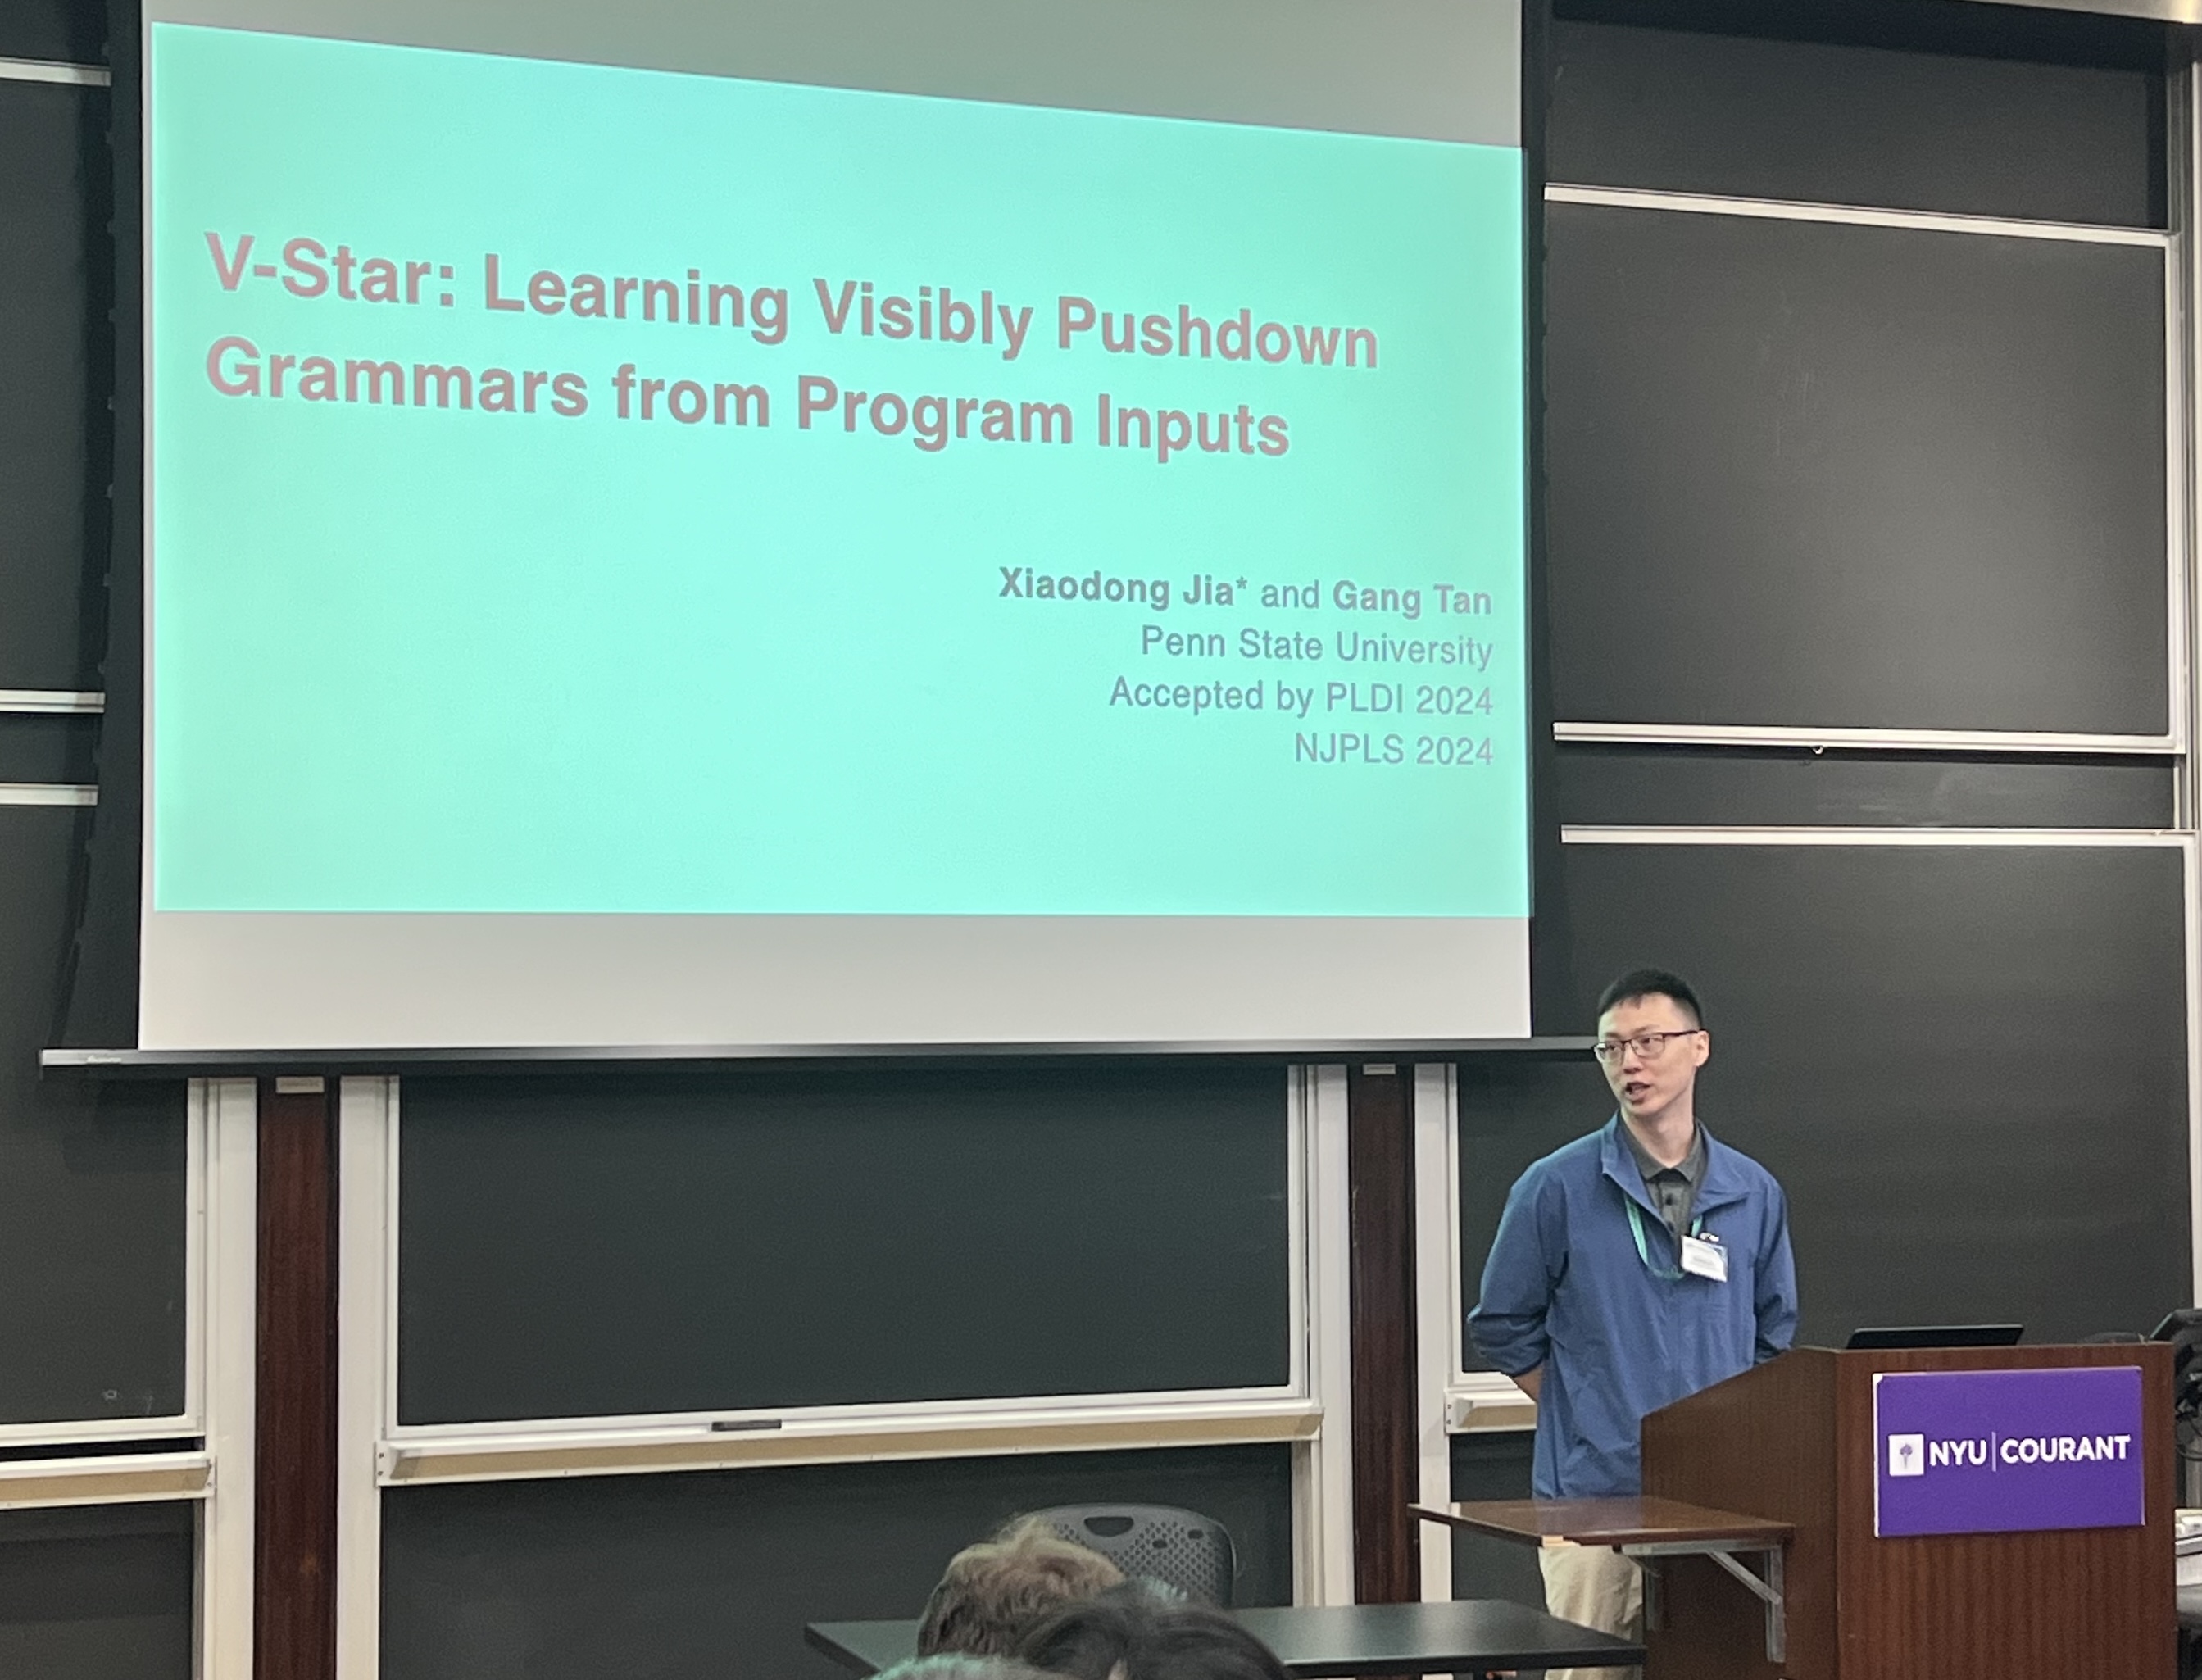 V-Star: Learning Visibly Pushdown
Grammars from Program Inputs
Xiaodong Jia* and Gang Tan
Penn State University
Accepted by PLDI 2024
NJPLS 2024
NYU COURANT